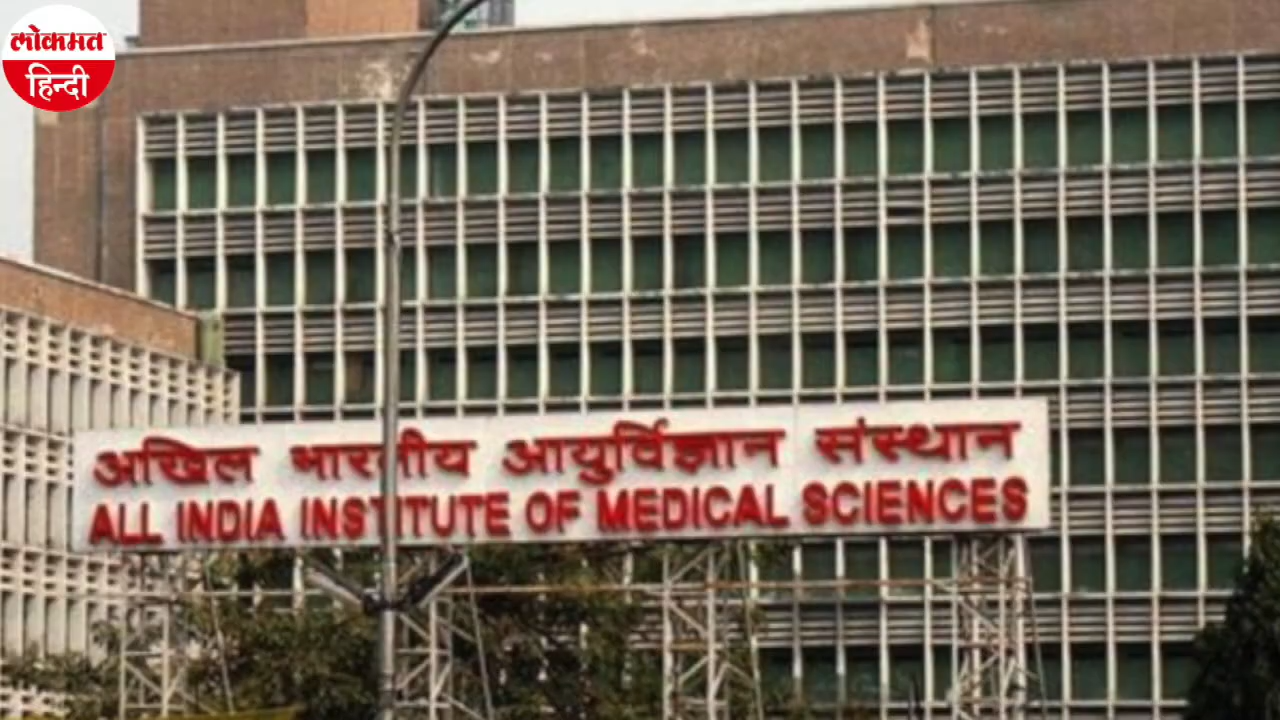 लोकमत
हिन्दी
अखिल भारतीय आयुर्विज्ञान संस्थान
ALL INDIA INSTITUTE OF MEDICAL SCIENCES